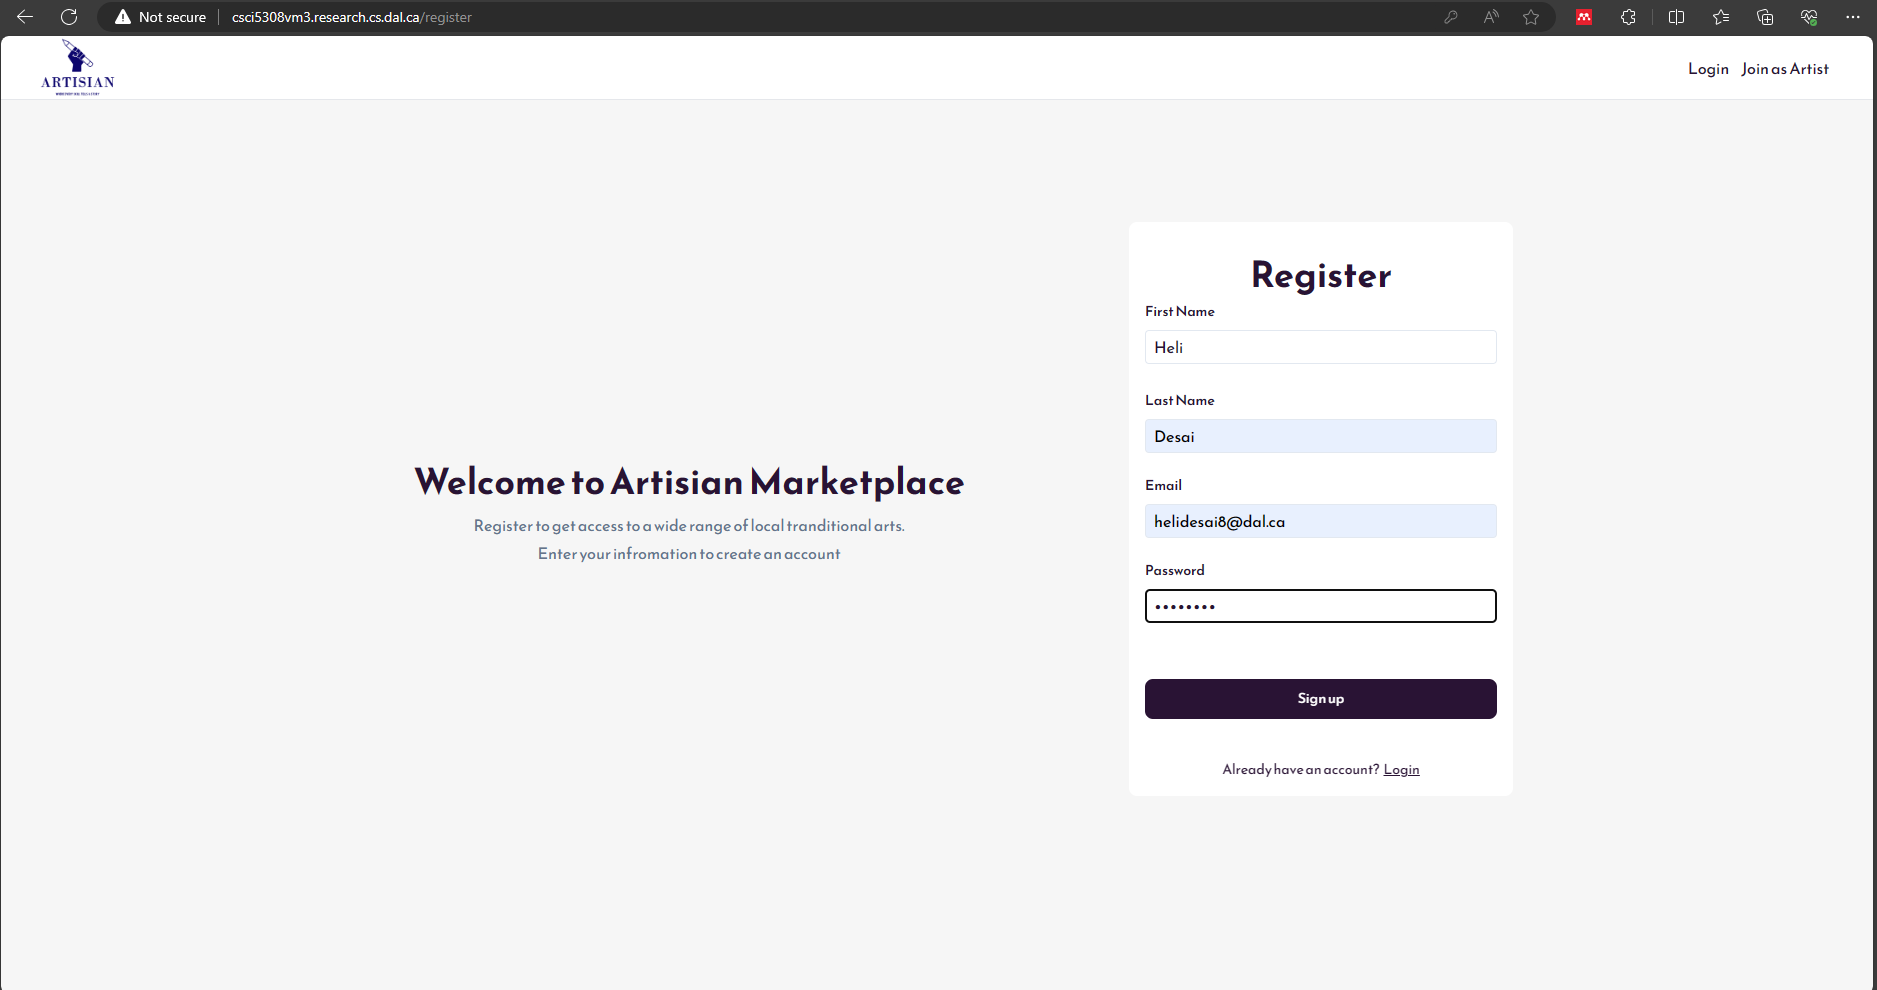 Not secure
csci5308vm3.research.cs.dal.ca/register
ARTISIAN
Login Join as Artist
Welcome to Artisian Marketplace
Register to get access to a wide range of local tranditional arts.
Enter your infromation to create an account
Register
First Name
Heli
Last Name
Desai
Email
helidesai8@dal.ca
Password
••••••••
Sign up
Already have an account? Login